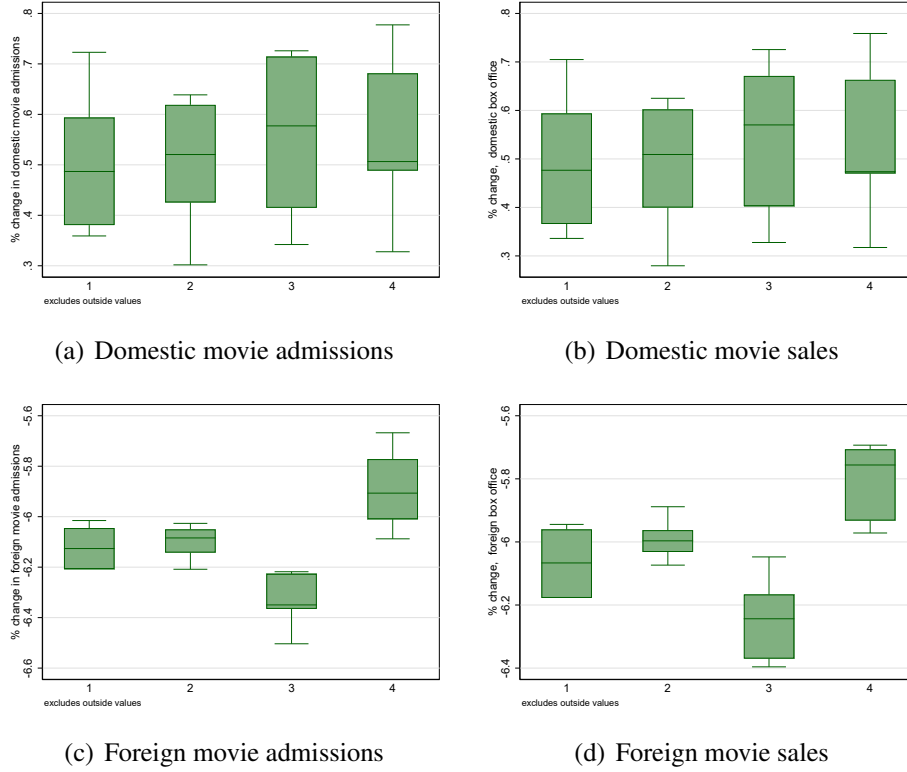 % change in domestic movie admissions
.8
.7
.6
.5
.4
.3
1 2 3 4
excludes outside values
(a) Domestic movie admissions
% change, domestic box office
.8
.7
.6
.5
.4
.3
1 2 3 4
excludes outside values
(b) Domestic movie sales
% change in foreign movie admissions
-5.6
-5.8
-6
-6.2
-6.4
-6.6
1 2 3 4
excludes outside values
(c) Foreign movie admissions
% change, foreign box office
-5.6
-5.8
-6
-6.2
-6.4
1 2 3 4
excludes outside values
(d) Foreign movie sales